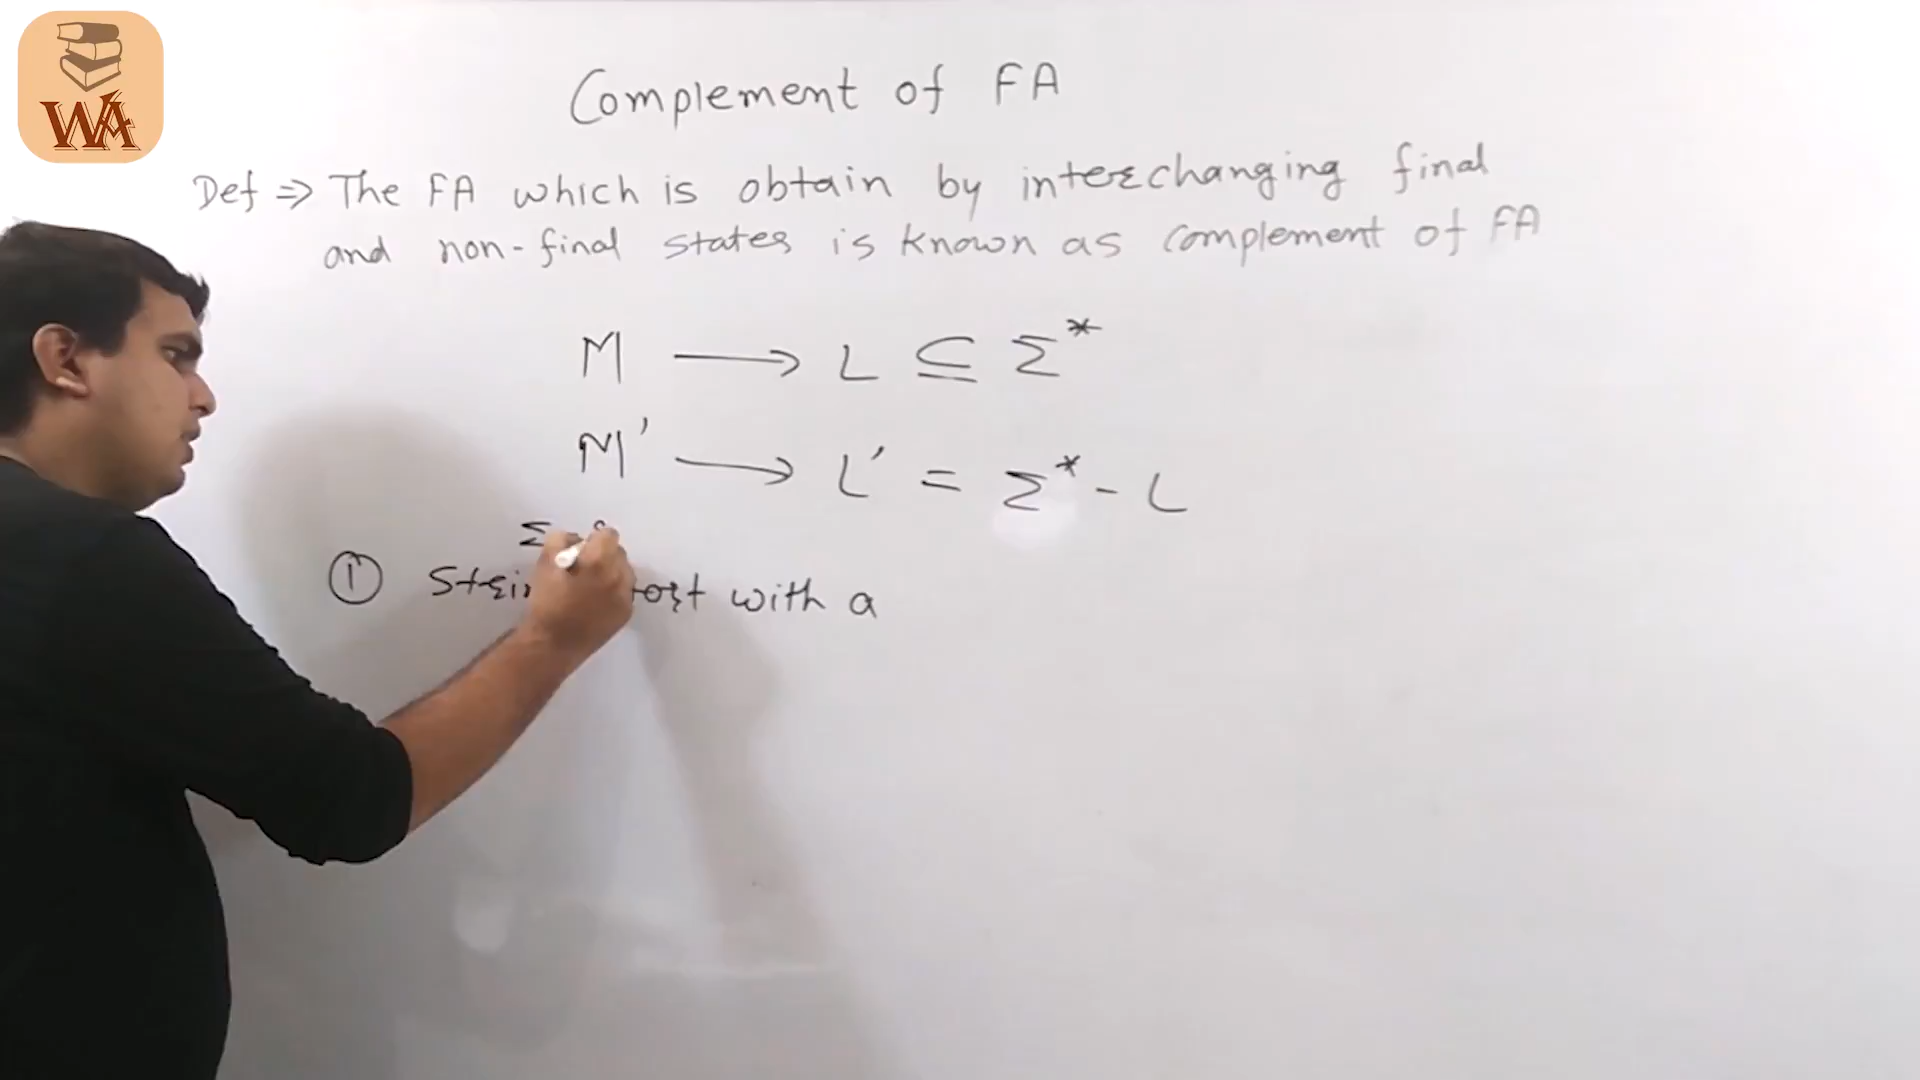 WA
Complement of FA
Def ⇒ The FA which is obtain by interchanging final
and non-final states is known as complement of FA
M ⟶ L ⊆ Σ*
M' ⟶ L' = Σ* - L
Σ
① with a